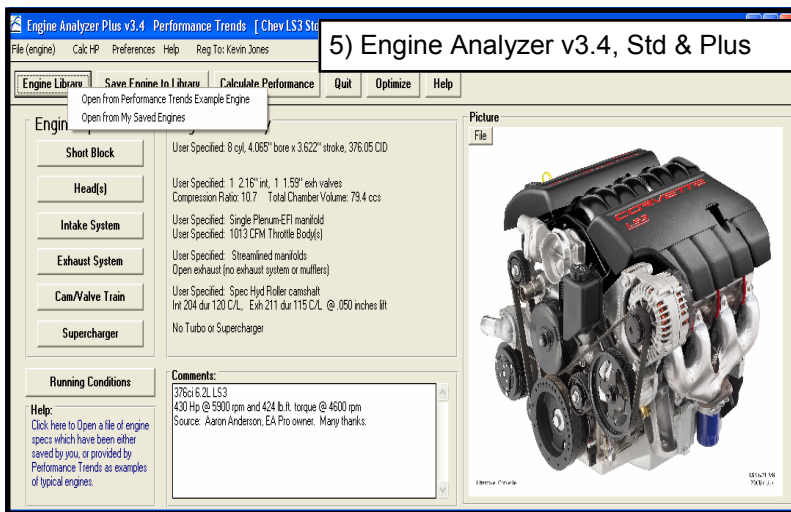 Engine Analyzer Plus v3.4 Performance Trends [ Chev LS3 Sto
5) Engine Analyzer v3.4, Std & Plus
File (engine) Calc HP Preferences Help Reg To: Kevin Jones
Engine Library Save Engine to Library Calculate Performance Quit Optimize Help
Open from Performance Trends Example Engine
Open from My Saved Engines
Short Block
Head(s)
Intake System
Exhaust System
Cam/Valve Train
Supercharger
Running Conditions
User Specified: 8 cyl, 4.065" bore x 3.622" stroke, 376.05 CID
User Specified: 1 2.16" int, 1 1.59" exh valves
Compression Ratio: 10.7 Total Chamber Volume: 79.4 ccs
User Specified: Single Plenum-EFI manifold
User Specified: 1013 CFM Throttle Body(s)
User Specified: Streamlined manifolds
Open exhaust (no exhaust system or mufflers)
User Specified: Spec Hyd Roller camshaft
Int 204 dur 120 C/L, Exh 211 dur 115 C/L @ .050 inches lift
No Turbo or Supercharger
Help:
Click here to Open a file of engine
specs which have been either
saved by you, or provided by
Performance Trends as examples
of typical engines.
Comments:
376ci 6.2L LS3
430 Hp @ 5900 rpm and 424 lb.ft. torque @ 4600 rpm
Source: Aaron Anderson, EA Pro owner. Many thanks.
Picture
File
CORVETTE
LS3